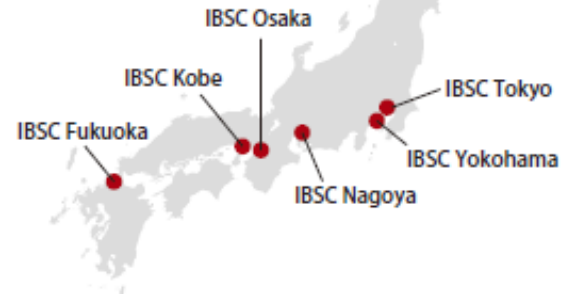 IBSC Osaka
IBSC Kobe
IBSC Tokyo
IBSC Fukuoka
IBSC Yokohama
IBSC Nagoya